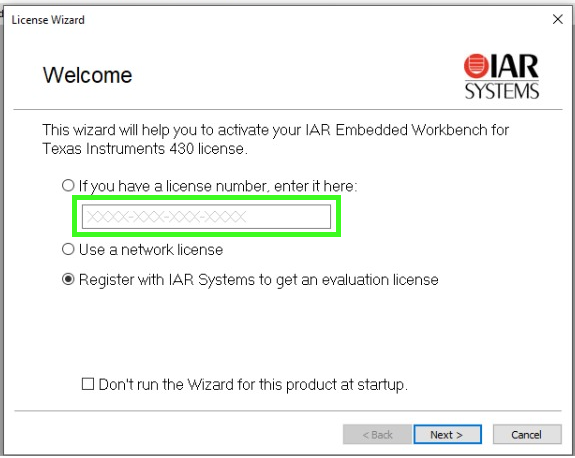 License Wizard
Welcome
IAR
SYSTEMS
This wizard will help you to activate your IAR Embedded Workbench for
Texas Instruments 430 license.
If you have a license number, enter it here:
XXXX-XXX-XXX-XXXX
Use a network license
Register with IAR Systems to get an evaluation license
Don't run the Wizard for this product at startup.
< Back
Next >
Cancel